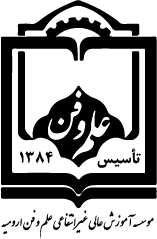 علم و فن
تأسیس
۱۳۸۴
موسسه آموزش عالی غیرانتفاعی علم و فن ارومیه